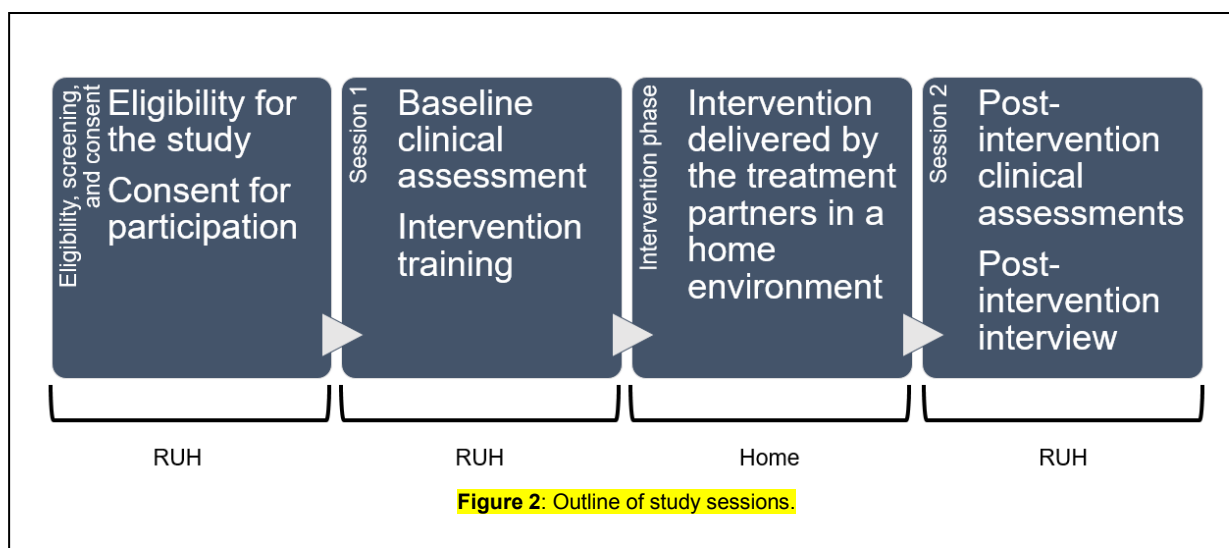 Eligibility, screening,
and consent
Eligibility for
the study
Consent for
participation
Session 1
Baseline
clinical
assessment
Intervention
training
Intervention phase
Intervention
delivered by
the treatment
partners in a
home
environment
Session 2
Post-
intervention
clinical
assessments
Post-
intervention
interview
RUH
RUH
Home
RUH
Figure 2: Outline of study sessions.